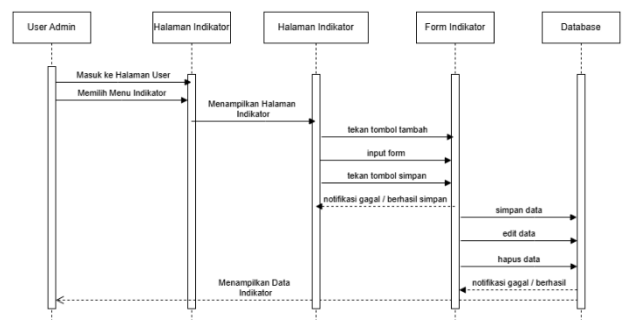 User Admin
Halaman Indikator
Halaman Indikator
Form Indikator
Database
Masuk ke Halaman User
Memilih Menu Indikator
Menampilkan Halaman
Indikator
tekan tombol tambah
input form
tekan tombol simpan
notifikasi gagal / berhasil simpan
simpan data
edit data
hapus data
notifikasi gagal / berhasil
Menampilkan Data
Indikator